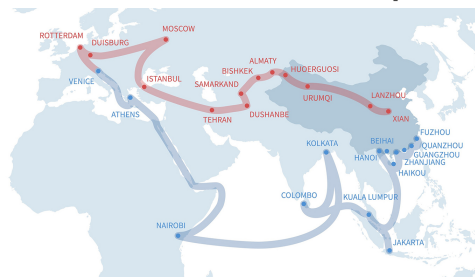 MOSCOW
ROTTERDAM
DUISBURG
ALMATY
HUOERGUOSI
BISHKEK
VENICE
ISTANBUL
SAMARKAND
URUMQI
LANZHOU
ATHENS
TEHRAN
DUSHANBE
XIAN
FUZHOU
BEIHAI
QUANZHOU
KOLKATA
GUANGZHOU
HANOI
ZHANJIANG
HAIKOU
COLOMBO
KUALA LUMPUR
NAIROBI
JAKARTA